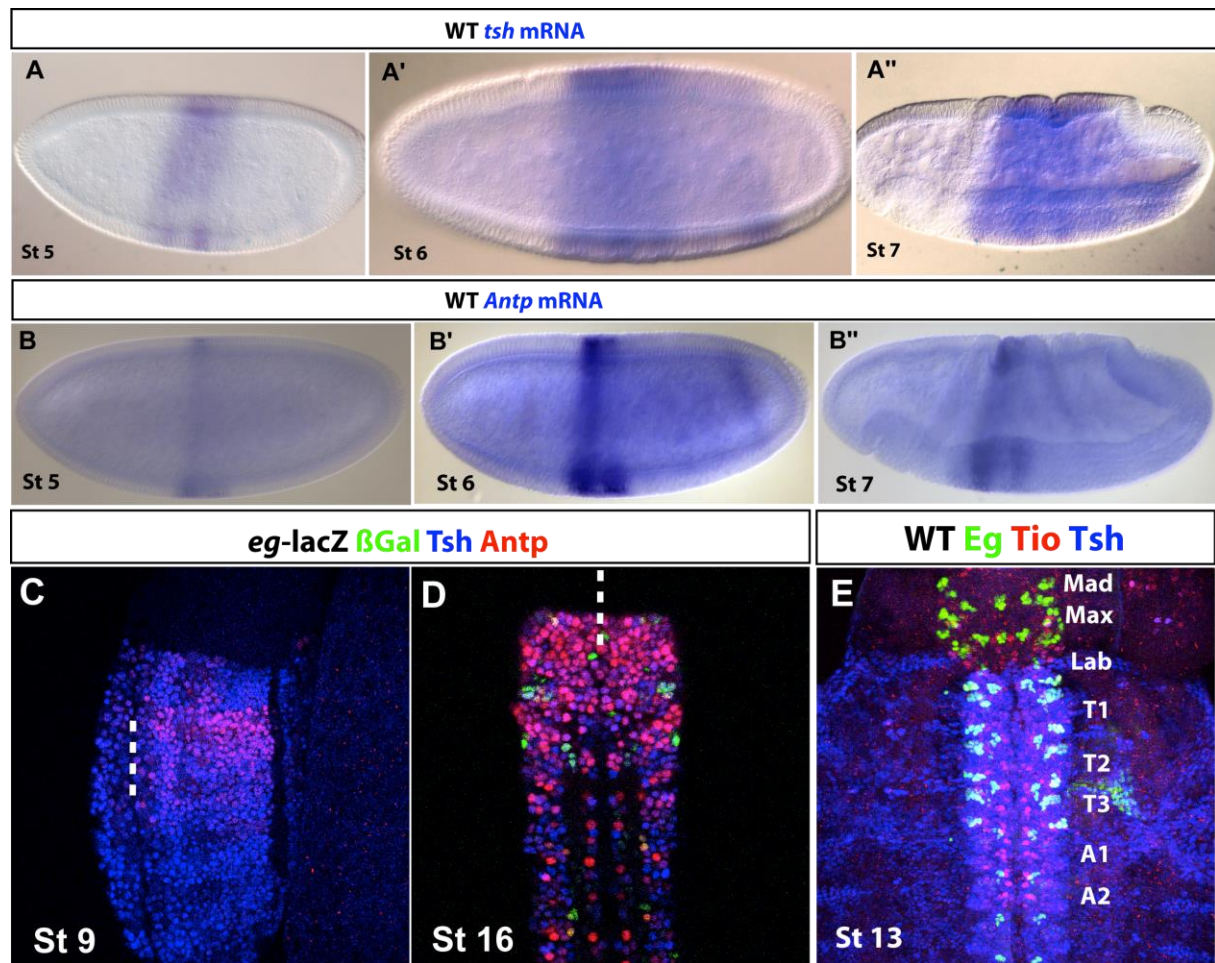 WT tsh mRNA
A
St 5
A'
St 6
A''
St 7
WT Antp mRNA
B
St 5
B'
St 6
B''
St 7
eg-lacZ ßGal Tsh Antp
C
St 9
D
St 16
WT Eg Tio Tsh
E
Mad
Max
Lab
T1
T2
T3
A1
A2
St 13